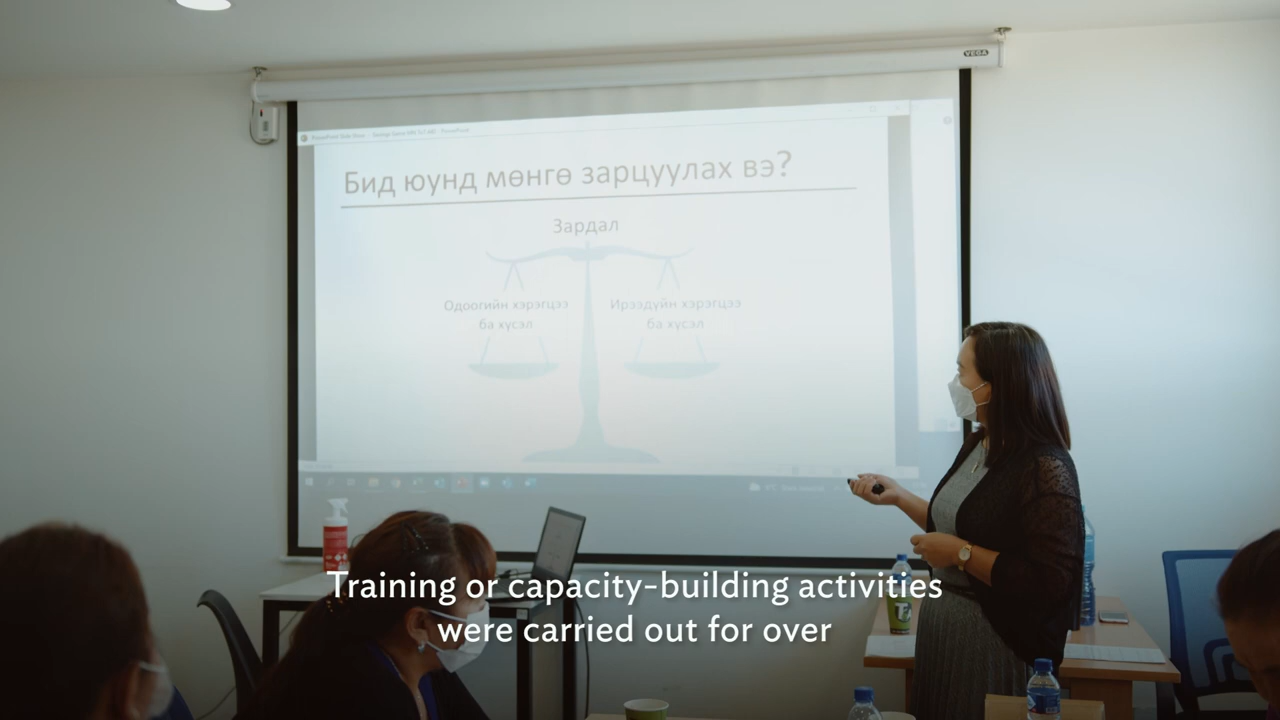 VEGA
Бид юунд мөнгө зарцуулах вэ?
Зардал
Одоогийн хэрэгцээ
ба хүсэл
Ирээдүйн хэрэгцээ
ба хүсэл
Training or capacity-building activities
were carried out for over